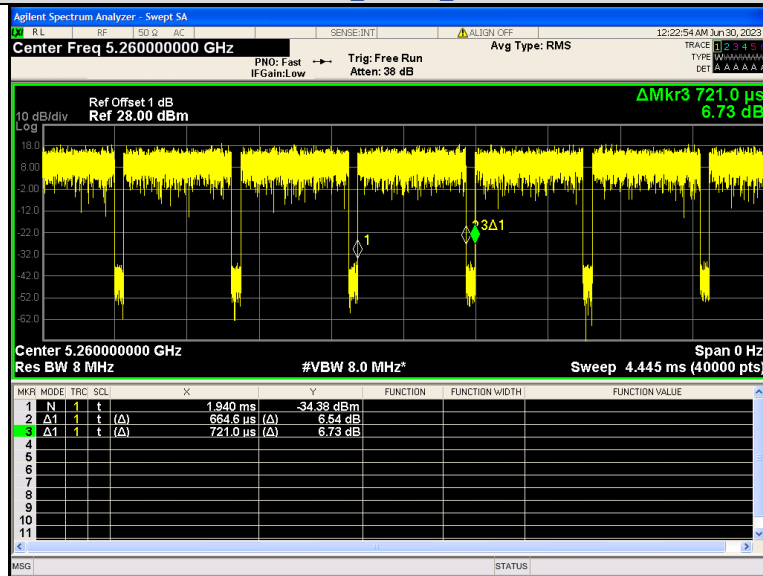 Agilent Spectrum Analyzer - Swept SA
RL RF 50 Ω AC SENSE:INT ALIGN OFF 12:22:54 AM Jun 30, 2023
Center Freq 5.260000000 GHz Avg Type: RMS TRACE 1 2 3 4 5
PNO: Fast Trig: Free Run TYPE
IFGain:Low Atten: 38 dB DET A A A A A
ΔMkr3 721.0 µs
Ref Offset 1 dB 6.73 dB
10 dB/div Ref 28.00 dBm
Log
18.0
8.00
-2.00
-12.0
-22.0 3Δ1
1
-32.0
-42.0
-52.0
-62.0
Center 5.260000000 GHz Span 0 Hz
Res BW 8 MHz #VBW 8.0 MHz* Sweep 4.445 ms (40000 pts)
MKR MODE TRC SCL X Y FUNCTION FUNCTION WIDTH FUNCTION VALUE
1 N 1 t 1.940 ms -34.38 dBm
2 Δ1 1 t (Δ) 664.6 µs (Δ) 6.54 dB
3 Δ1 1 t (Δ) 721.0 µs (Δ) 6.73 dB
4
5
6
7
8
9
10
11
MSG STATUS